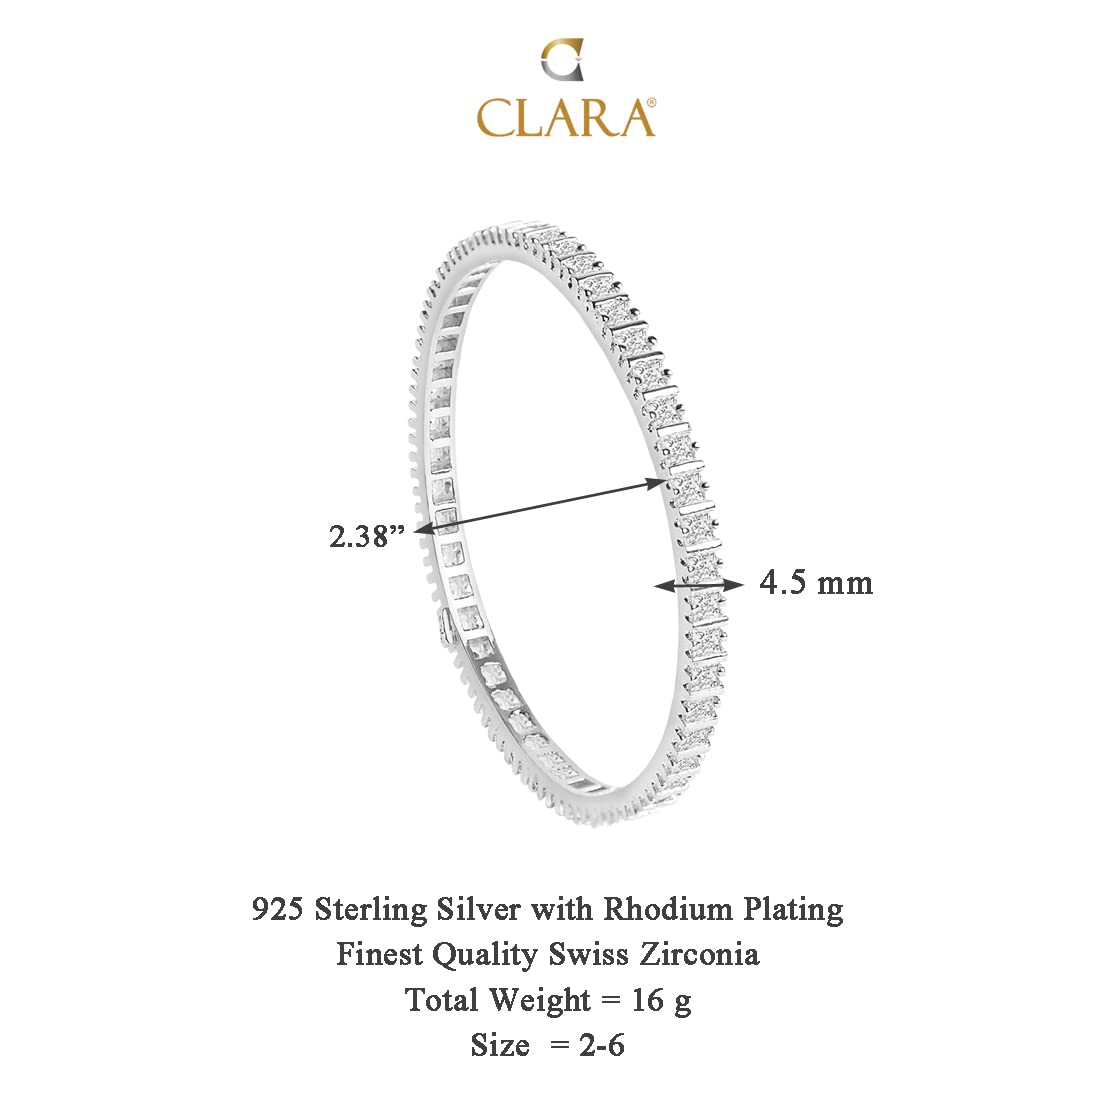 CLARA®
2.38”
4.5 mm
925 Sterling Silver with Rhodium Plating
Finest Quality Swiss Zirconia
Total Weight = 16 g
Size = 2-6